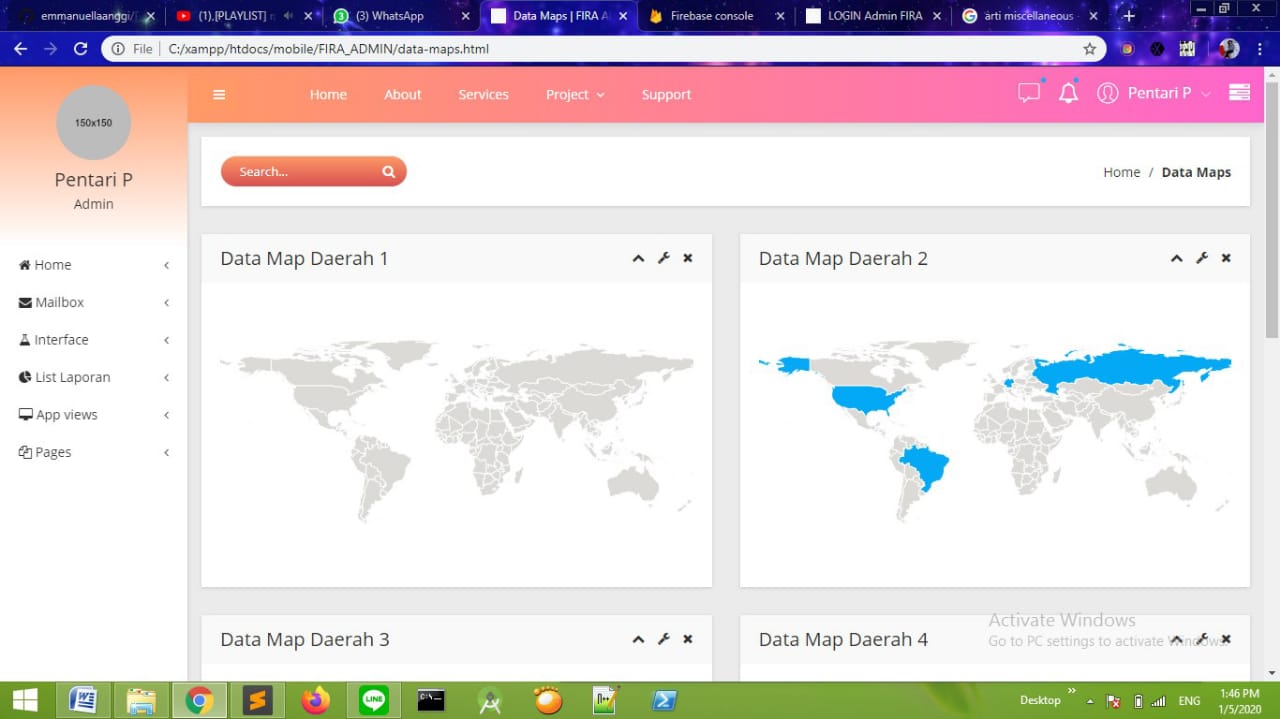 emmanuellaanggi/
(1).[PLAYLIST]
(3) WhatsApp
Data Maps | FIRA A
Firebase console
LOGIN Admin FIRA
arti miscellaneous
File
C:/xampp/htdocs/mobile/FIRA_ADMIN/data-maps.html
150x150
Pentari P
Admin
Home
Mailbox
Interface
List Laporan
App views
Pages
Home About Services Project Support
Pentari P
Search...
Home / Data Maps
Data Map Daerah 1
Data Map Daerah 2
Data Map Daerah 3
Data Map Daerah 4
Activate Windows
Go to PC settings to activate Windows.
LINE
Desktop
ENG
1:46 PM
1/5/2020